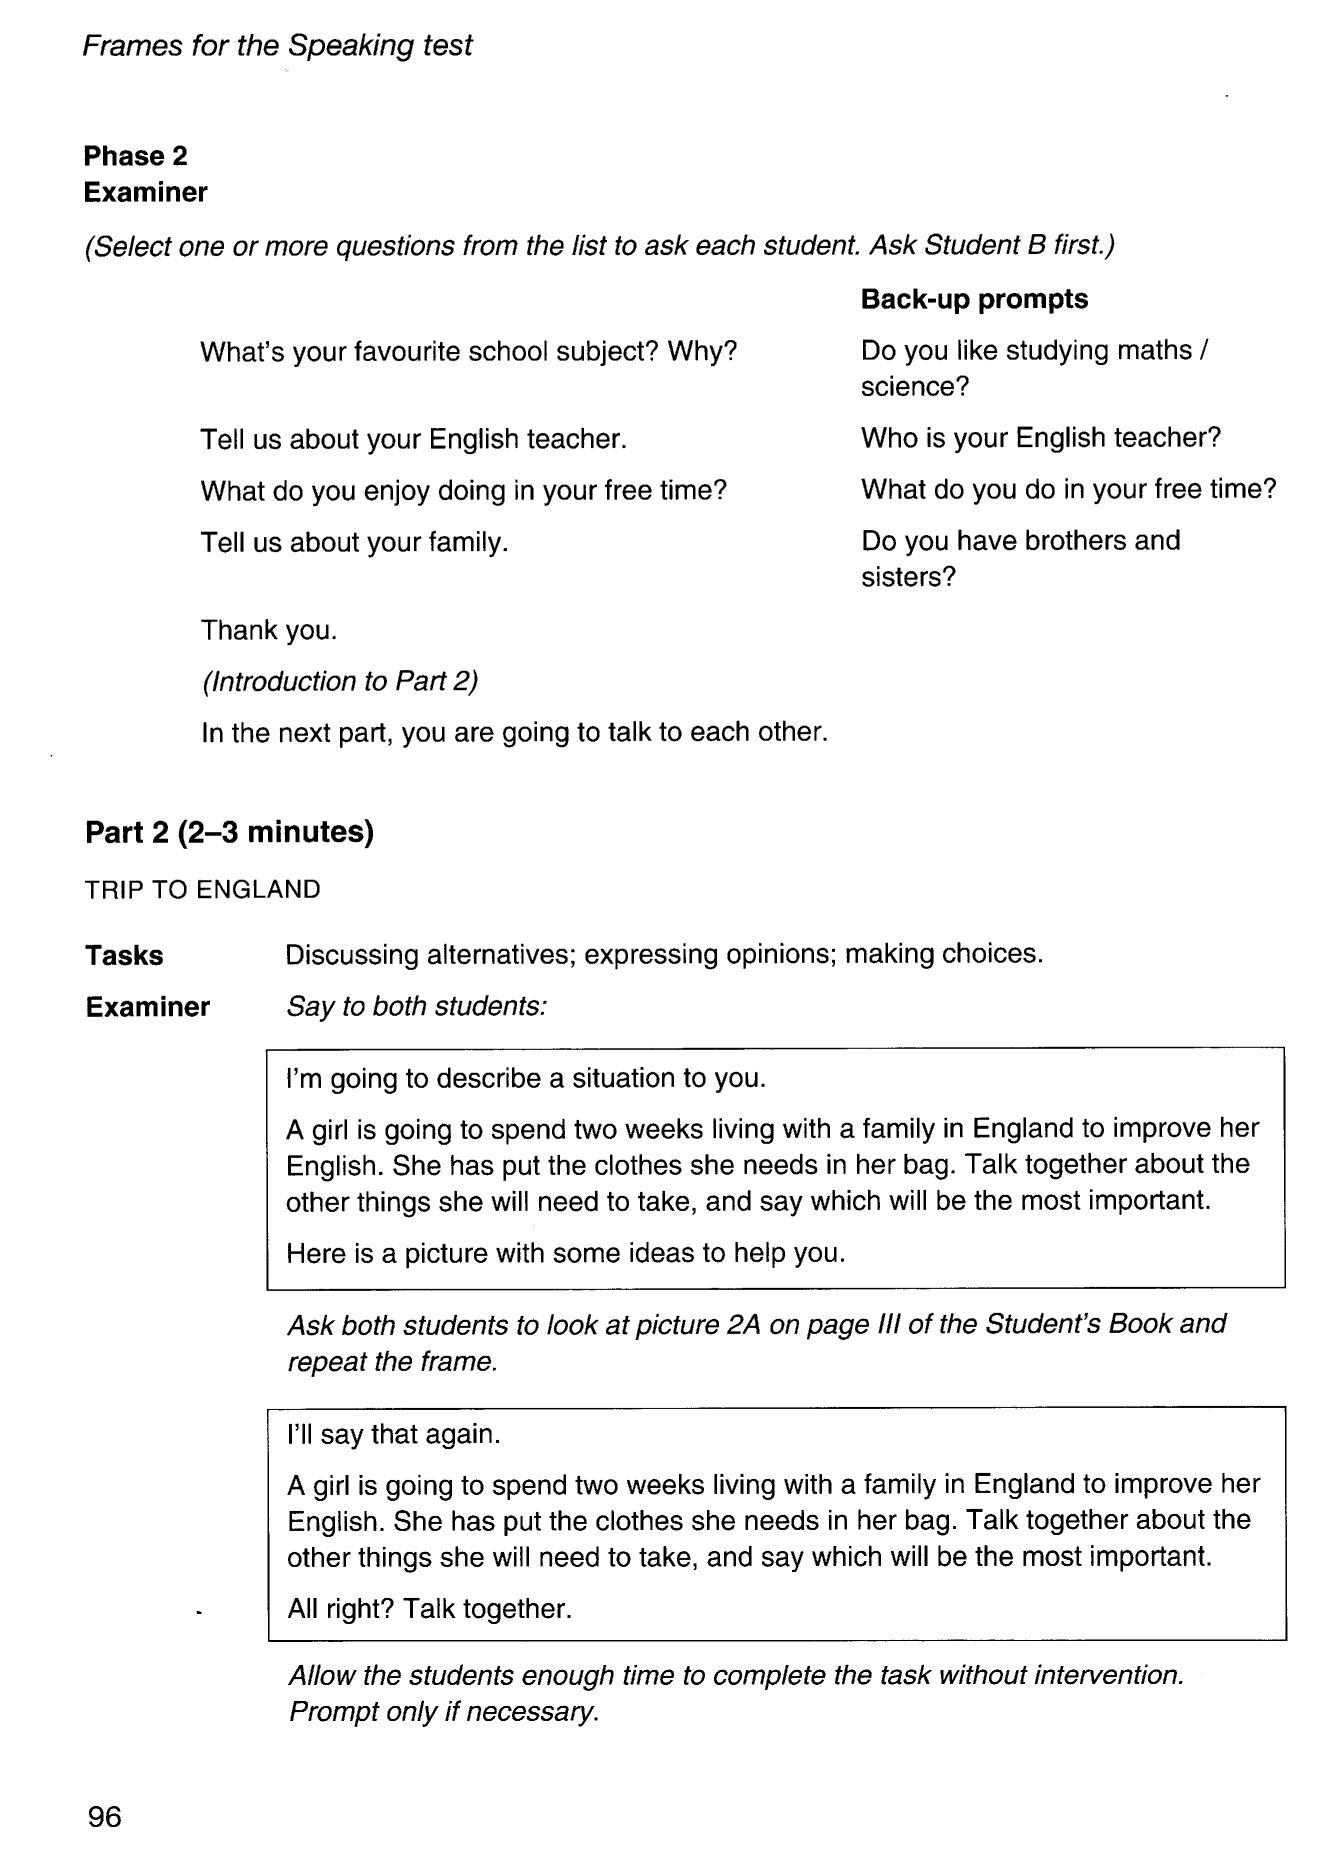 Frames for the Speaking test
Phase 2
Examiner
(Select one or more questions from the list to ask each student. Ask Student B first.)
Back-up prompts
What's your favourite school subject? Why?
Do you like studying maths /
science?
Tell us about your English teacher.
Who is your English teacher?
What do you enjoy doing in your free time?
What do you do in your free time?
Tell us about your family.
Do you have brothers and
sisters?
Thank you.
(Introduction to Part 2)
In the next part, you are going to talk to each other.
Part 2 (2–3 minutes)
TRIP TO ENGLAND
Tasks Discussing alternatives; expressing opinions; making choices.
Examiner Say to both students:
I'm going to describe a situation to you.
A girl is going to spend two weeks living with a family in England to improve her
English. She has put the clothes she needs in her bag. Talk together about the
other things she will need to take, and say which will be the most important.
Here is a picture with some ideas to help you.
Ask both students to look at picture 2A on page III of the Student's Book and
repeat the frame.
I'll say that again.
A girl is going to spend two weeks living with a family in England to improve her
English. She has put the clothes she needs in her bag. Talk together about the
other things she will need to take, and say which will be the most important.
All right? Talk together.
Allow the students enough time to complete the task without intervention.
Prompt only if necessary.
96